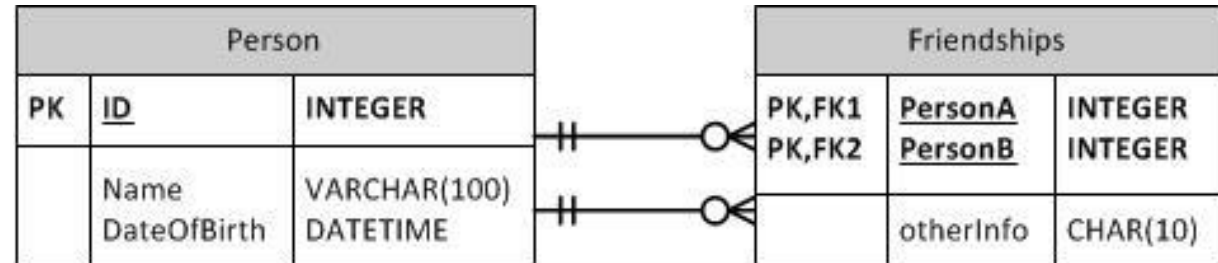 Person
PK ID INTEGER
Name VARCHAR(100)
DateOfBirth DATETIME
Friendships
PK,FK1 PersonA INTEGER
PK,FK2 PersonB INTEGER
otherInfo CHAR(10)